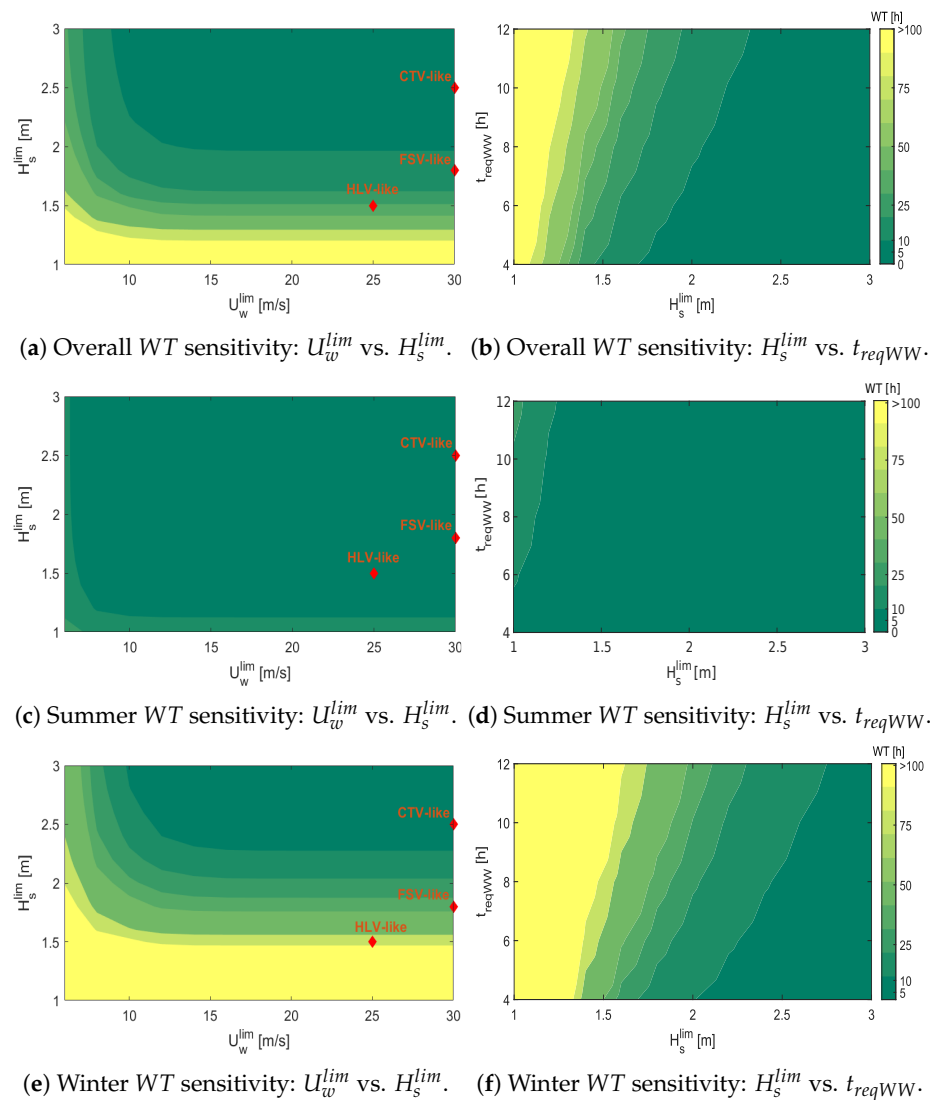 3
2.5
2
1.5
1
H_s^lim [m]
CTV-like
FSV-like
HLV-like
10 15 20 25 30
U_w^lim [m/s]
12
10
8
6
4
t_reqWW [h]
1 1.5 2 2.5 3
H_s^lim [m]
WT [h]
>100
75
50
25
10
5
0
(a) Overall WT sensitivity: U_w^lim vs. H_s^lim. (b) Overall WT sensitivity: H_s^lim vs. t_reqWW.
3
2.5
2
1.5
1
H_s^lim [m]
CTV-like
FSV-like
HLV-like
10 15 20 25 30
U_w^lim [m/s]
12
10
8
6
4
t_reqWW [h]
1 1.5 2 2.5 3
H_s^lim [m]
WT [h]
>100
75
50
25
10
5
0
(c) Summer WT sensitivity: U_w^lim vs. H_s^lim. (d) Summer WT sensitivity: H_s^lim vs. t_reqWW.
3
2.5
2
1.5
1
H_s^lim [m]
CTV-like
FSV-like
HLV-like
10 15 20 25 30
U_w^lim [m/s]
12
10
8
6
4
t_reqWW [h]
1 1.5 2 2.5 3
H_s^lim [m]
WT [h]
>100
75
50
25
10
5
(e) Winter WT sensitivity: U_w^lim vs. H_s^lim. (f) Winter WT sensitivity: H_s^lim vs. t_reqWW.